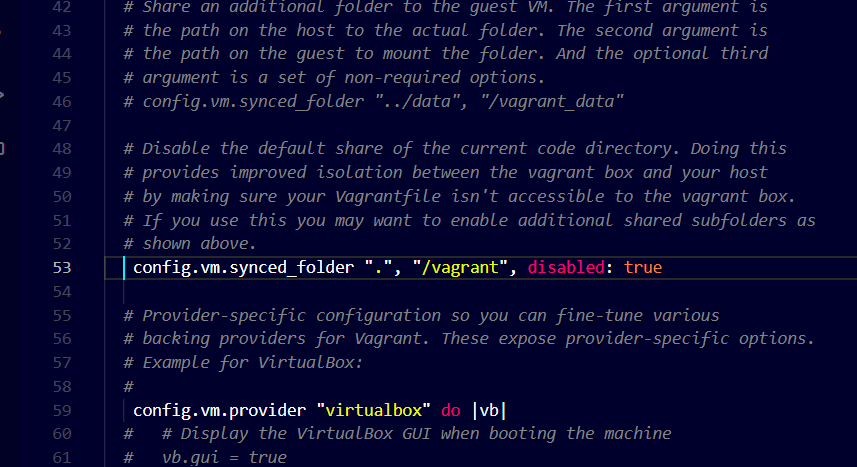 42 # Share an additional folder to the guest VM. The first argument is
43 # the path on the host to the actual folder. The second argument is
44 # the path on the guest to mount the folder. And the optional third
45 # argument is a set of non-required options.
46 # config.vm.synced_folder "../data", "/vagrant_data"
47
48 # Disable the default share of the current code directory. Doing this
49 # provides improved isolation between the vagrant box and your host
50 # by making sure your Vagrantfile isn't accessible to the vagrant box.
51 # If you use this you may want to enable additional shared subfolders as
52 # shown above.
53 config.vm.synced_folder ".", "/vagrant", disabled: true
54
55 # Provider-specific configuration so you can fine-tune various
56 # backing providers for Vagrant. These expose provider-specific options.
57 # Example for VirtualBox:
58 #
59 config.vm.provider "virtualbox" do |vb|
60 #   # Display the VirtualBox GUI when booting the machine
61 #   vb.gui = true